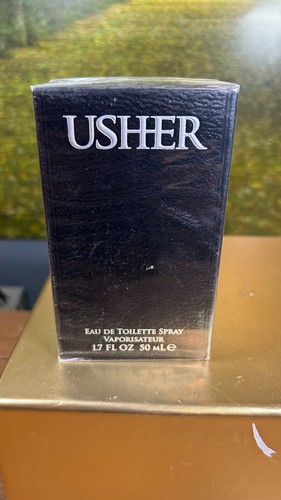 USHER
EAU DE TOILETTE SPRAY
VAPORISATEUR
1.7 FL OZ 50 mL ℮